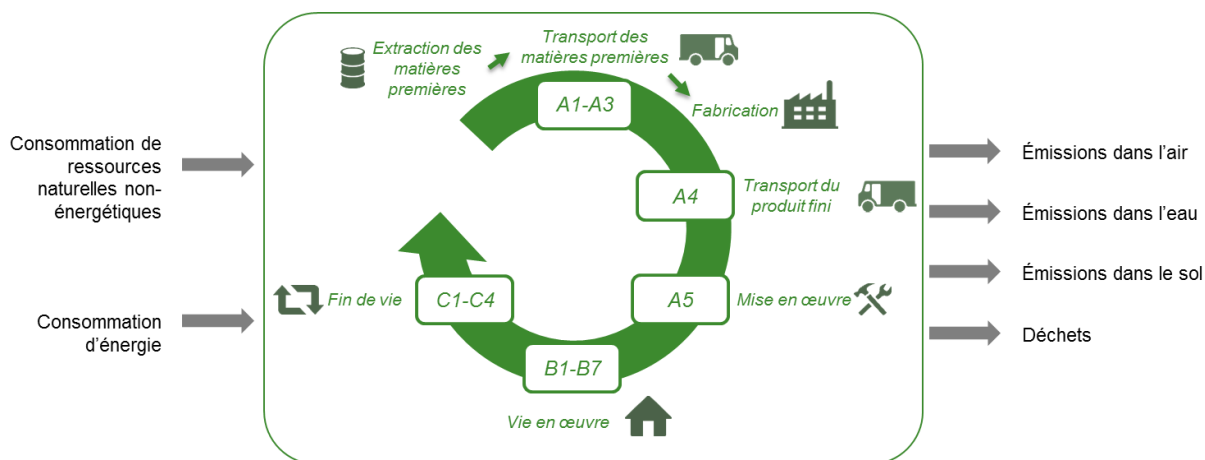 Extraction des
matières
premières
Transport des
matières premières
A1-A3
Fabrication
Consommation de
ressources
naturelles non-
énergétiques
Émissions dans l’air
A4
Transport du
produit fini
Émissions dans l’eau
Émissions dans le sol
Fin de vie
C1-C4
A5
Mise en œuvre
Consommation
d’énergie
Déchets
B1-B7
Vie en œuvre